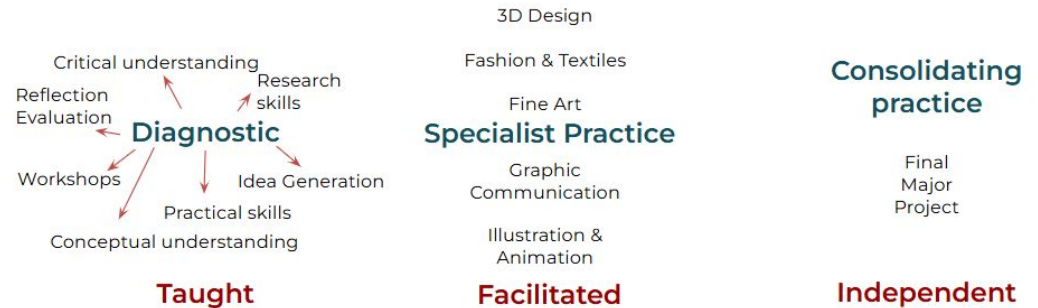 Critical understanding
Research
skills
Reflection
Evaluation
Diagnostic
Workshops
Idea Generation
Practical skills
Conceptual understanding
Taught
3D Design
Fashion & Textiles
Fine Art
Specialist Practice
Graphic
Communication
Illustration &
Animation
Facilitated
Consolidating
practice
Final
Major
Project
Independent